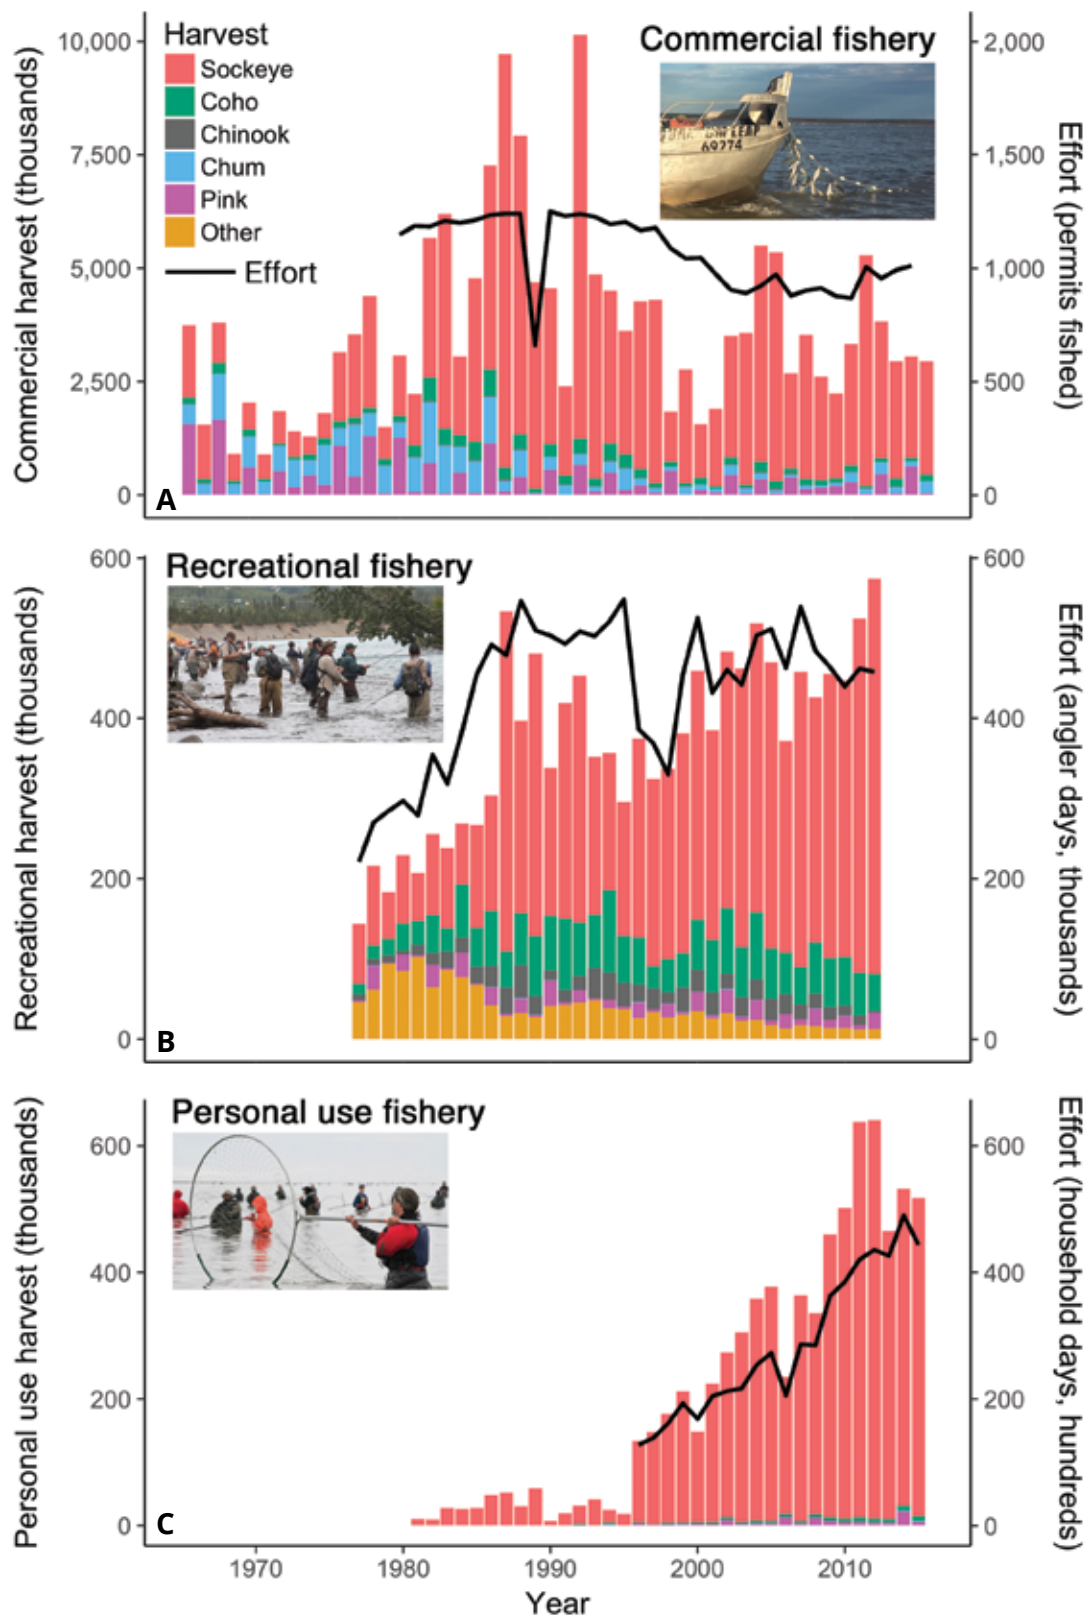 Commercial fishery
Harvest
Sockeye
Coho
Chinook
Chum
Pink
Other
Effort
69274
Commercial harvest (thousands)
10,000
7,500
5,000
2,500
0
Effort (permits fished)
2,000
1,500
1,000
500
0
A
Recreational fishery
Recreational harvest (thousands)
600
400
200
0
Effort (angler days, thousands)
600
400
200
0
B
Personal use fishery
Personal use harvest (thousands)
600
400
200
0
Effort (household days, hundreds)
600
400
200
0
C
1970
1980
1990
2000
2010
Year